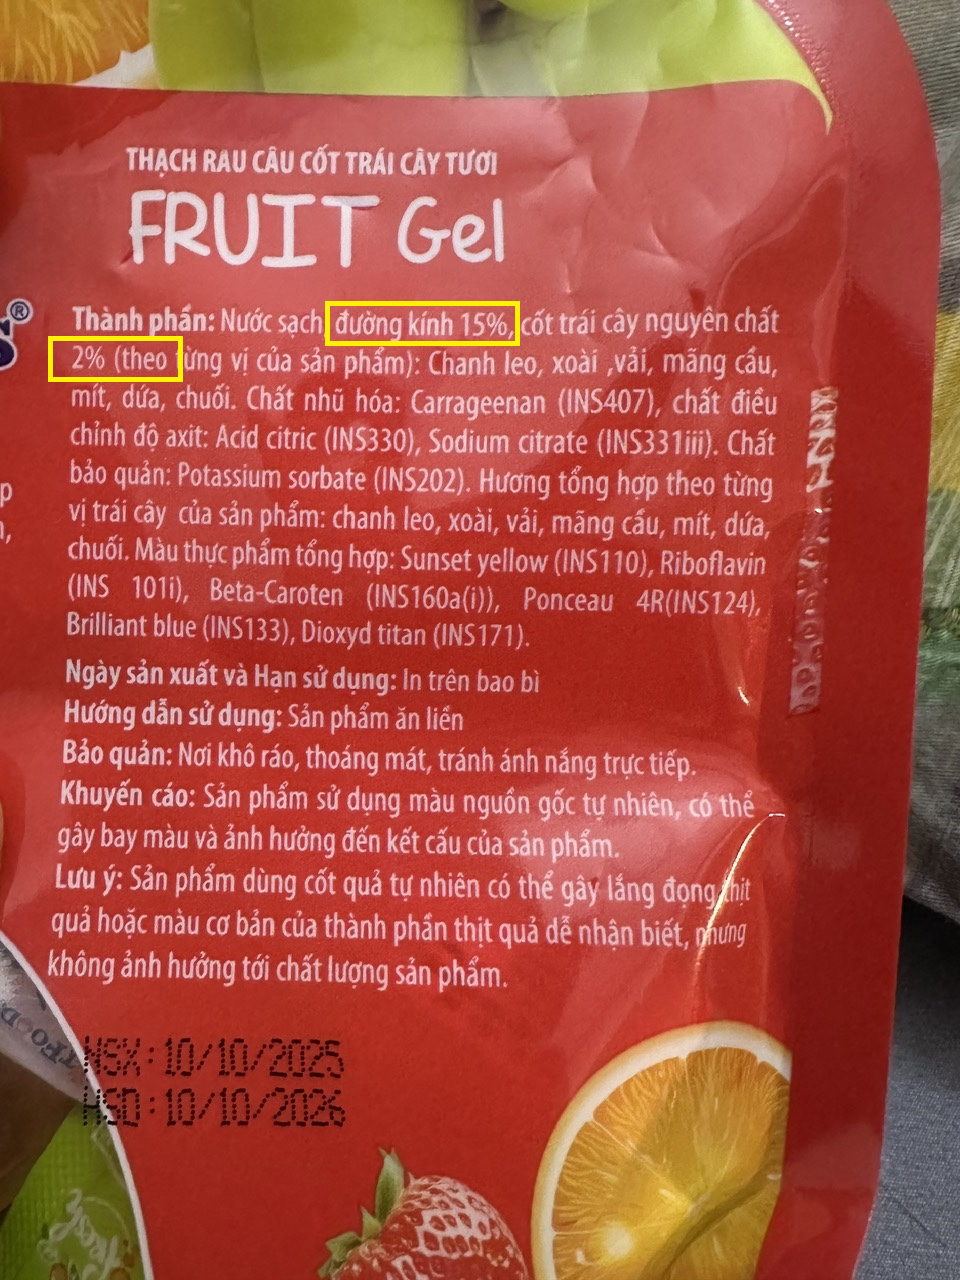 THẠCH RAU CÂU CỐT TRÁI CÂY TƯƠI
FRUIT Gel
Thành phần: Nước sạch, đường kính 15%, cốt trái cây nguyên chất
2% (theo từng vị của sản phẩm): Chanh leo, xoài ,vải, mãng cầu,
mít, dứa, chuối. Chất nhũ hóa: Carrageenan (INS407), chất điều
chỉnh độ axit: Acid citric (INS330), Sodium citrate (INS331iii). Chất
bảo quản: Potassium sorbate (INS202). Hương tổng hợp theo từng
vị trái cây của sản phẩm: chanh leo, xoài, vải, mãng cầu, mít, dứa,
chuối. Màu thực phẩm tổng hợp: Sunset yellow (INS110), Riboflavin
(INS 101i), Beta-Caroten (INS160a(i)), Ponceau 4R(INS124),
Brilliant blue (INS133), Dioxyd titan (INS171).
Ngày sản xuất và Hạn sử dụng: In trên bao bì
Hướng dẫn sử dụng: Sản phẩm ăn liền
Bảo quản: Nơi khô ráo, thoáng mát, tránh ánh nắng trực tiếp.
Khuyến cáo: Sản phẩm sử dụng màu nguồn gốc tự nhiên, có thể
gây bay màu và ảnh hưởng đến kết cấu của sản phẩm.
Lưu ý: Sản phẩm dùng cốt quả tự nhiên có thể gây lắng đọng thịt
quả hoặc màu cơ bản của thành phần thịt quả dễ nhận biết, nhưng
không ảnh hưởng tới chất lượng sản phẩm.
NSX: 10/10/2025
HSD: 10/10/2026